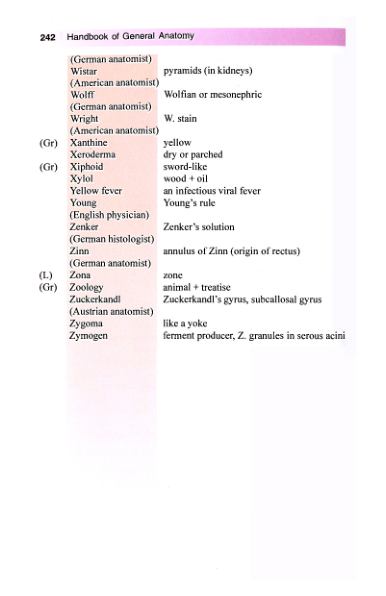 242 Handbook of General Anatomy
(German anatomist)
Wistar pyramids (in kidneys)
(American anatomist)
Wolff Wolfian or mesonephric
(German anatomist)
Wright W. stain
(American anatomist)
(Gr) Xanthine yellow
Xeroderma dry or parched
(Gr) Xiphoid sword-like
Xylol wood + oil
Yellow fever an infectious viral fever
Young Young's rule
(English physician)
Zenker Zenker's solution
(German histologist)
Zinn annulus of Zinn (origin of rectus)
(German anatomist)
(L) Zona zone
(Gr) Zoology animal + treatise
Zuckerkandl Zuckerkandl's gyrus, subcallosal gyrus
(Austrian anatomist)
Zygoma like a yoke
Zymogen ferment producer, Z. granules in serous acini